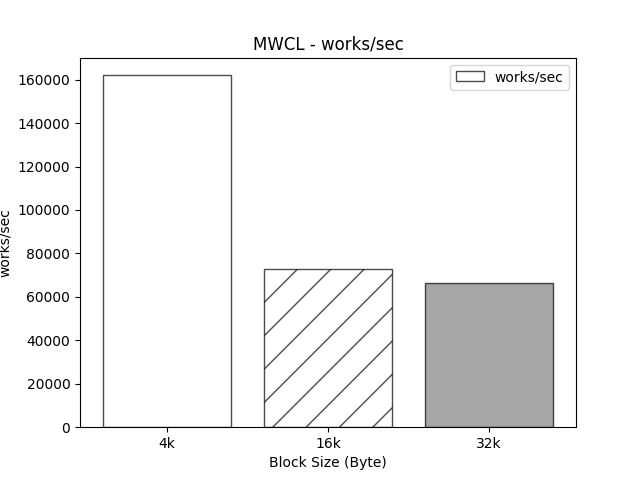 MWCL - works/sec
works/sec
160000
140000
120000
100000
80000
60000
40000
20000
0
works/sec
4k
16k
32k
Block Size (Byte)